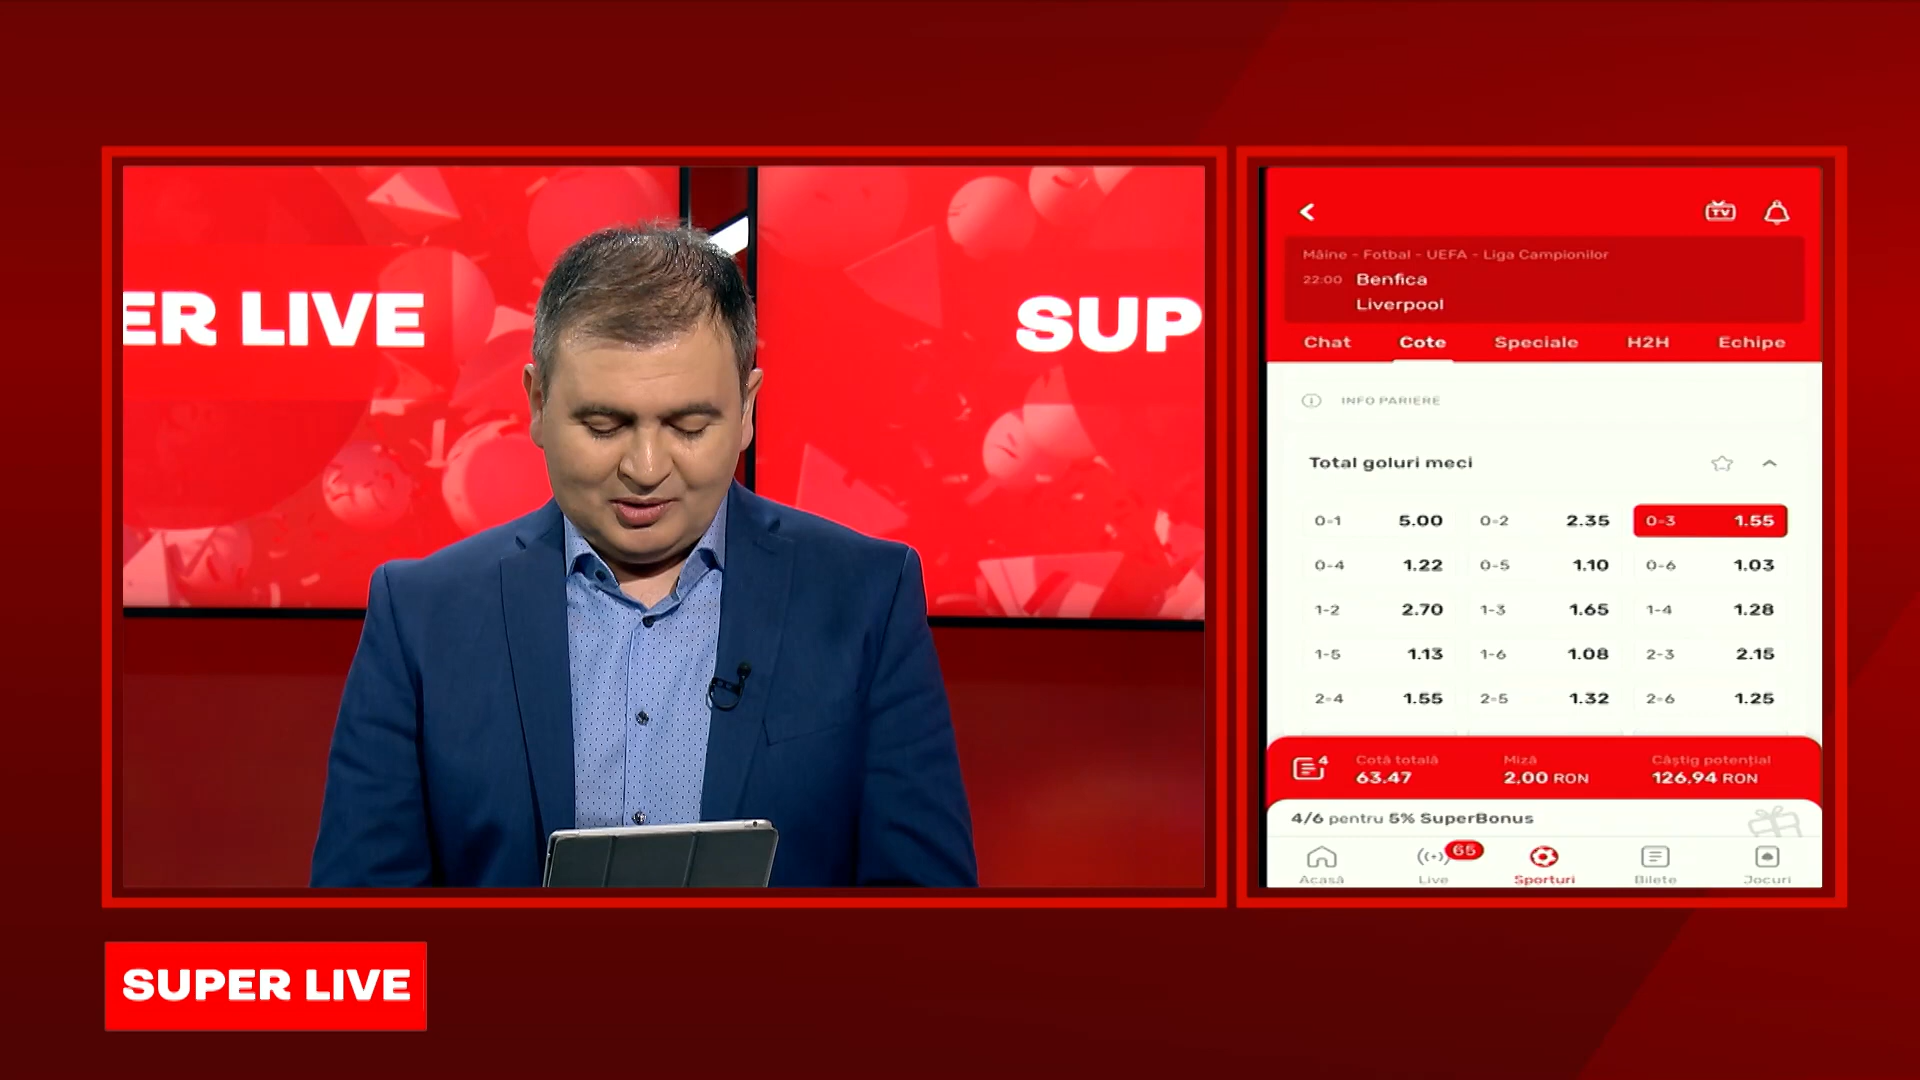 ER LIVE
SUP
Mâine - Fotbal - UEFA - Liga Campionilor
22:00 Benfica
Liverpool
Chat Cote Speciale H2H Echipe
INFO PARIERE
Total goluri meci
0-1 5.00 0-2 2.35 0-3 1.55
0-4 1.22 0-5 1.10 0-6 1.03
1-2 2.70 1-3 1.65 1-4 1.28
1-5 1.13 1-6 1.08 2-3 2.15
2-4 1.55 2-5 1.32 2-6 1.25
4 Cotă totală Miză Câștig potențial
63.47 2,00 RON 126,94 RON
4/6 pentru 5% SuperBonus
65
Acasă Live Sporturi Bilete Jocuri
TV
SUPER LIVE